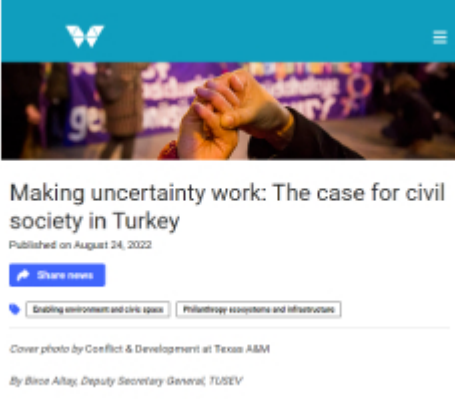 Making uncertainty work: The case for civil
society in Turkey
Published on August 24, 2022
Share news
Enabling environment and civic space
Philanthropy ecosystems and infrastructure
Cover photo by Conflict & Development at Texas A&M
By Birce Altay, Deputy Secretary General, TUSEV